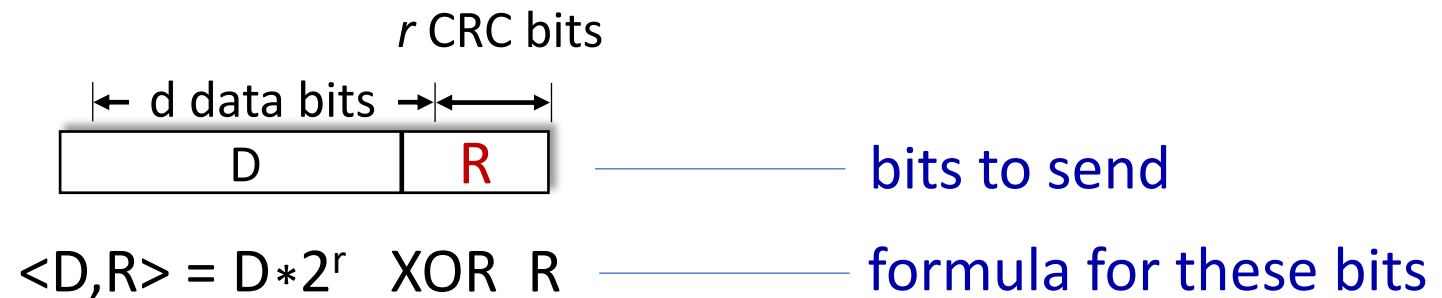 r CRC bits
d data bits
D R bits to send
<D,R> = D*2ʳ XOR R formula for these bits